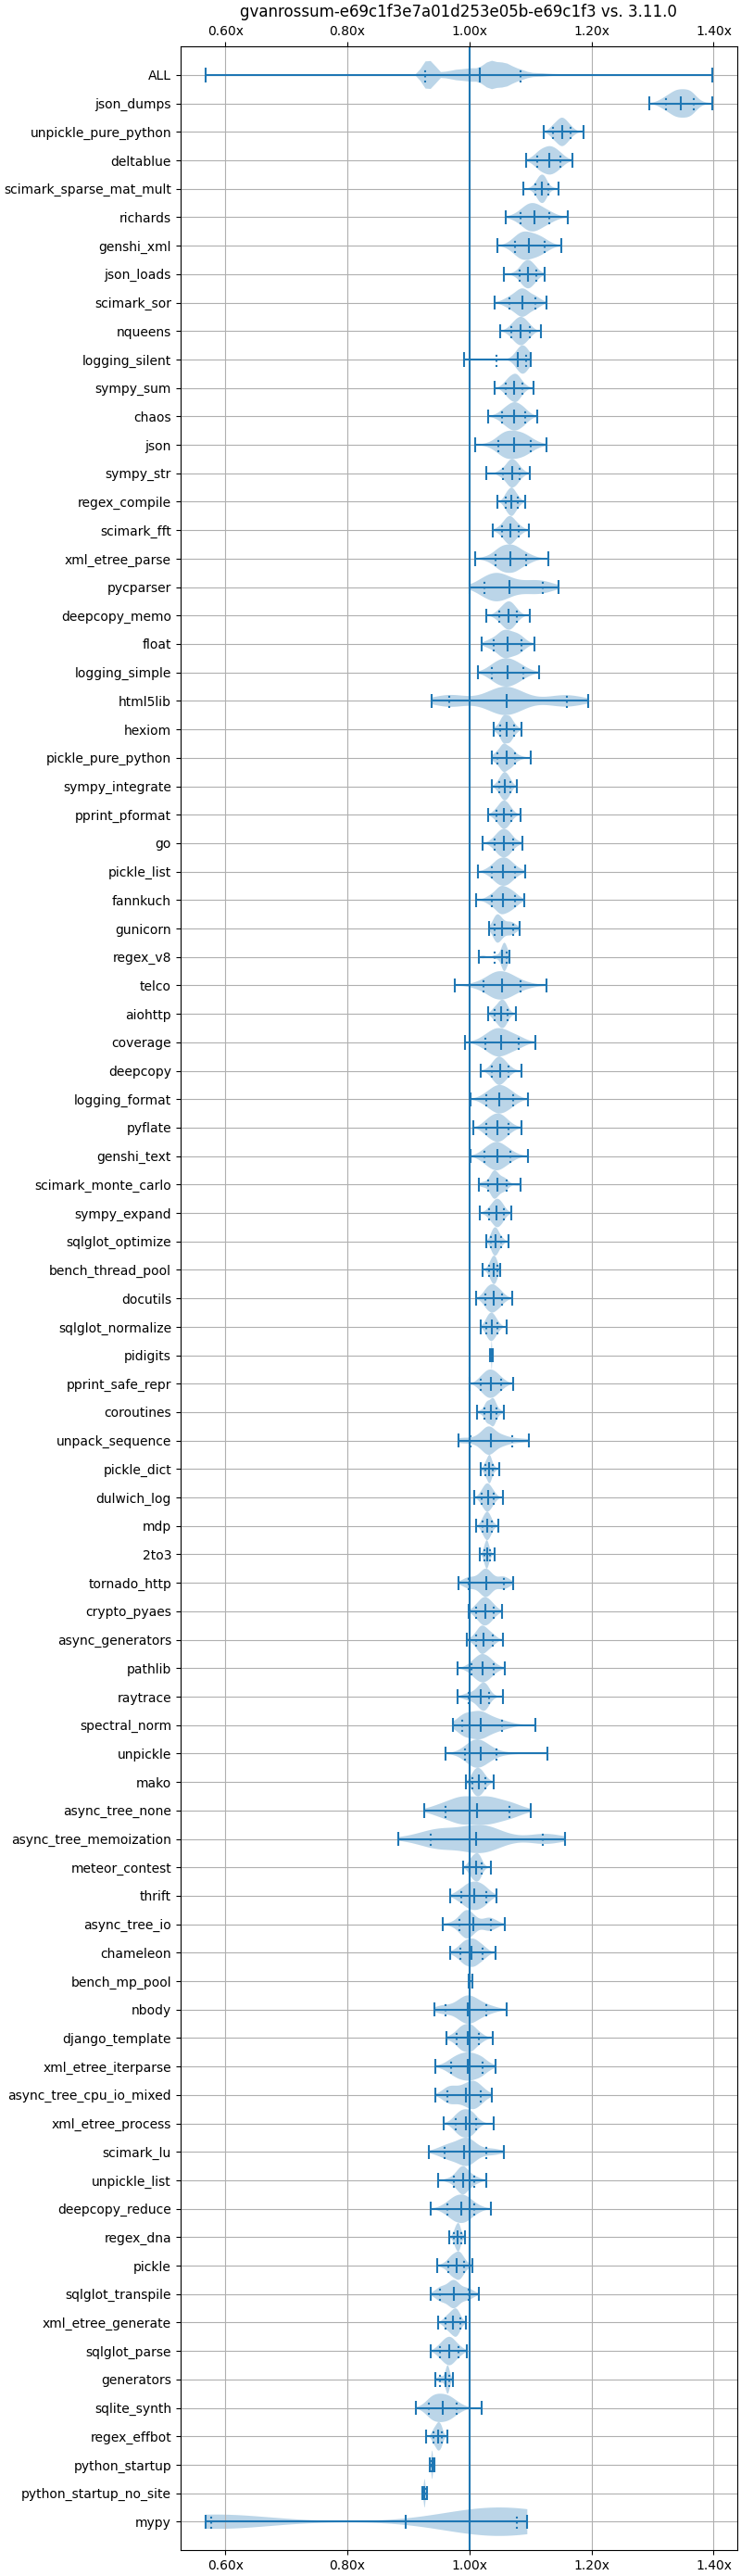 gvanrossum-e69c1f3e7a01d253e05b-e69c1f3 vs. 3.11.0
0.60x 0.80x 1.00x 1.20x 1.40x
ALL
json_dumps
unpickle_pure_python
deltablue
scimark_sparse_mat_mult
richards
genshi_xml
json_loads
scimark_sor
nqueens
logging_silent
sympy_sum
chaos
json
sympy_str
regex_compile
scimark_fft
xml_etree_parse
pycparser
deepcopy_memo
float
logging_simple
html5lib
hexiom
pickle_pure_python
sympy_integrate
pprint_pformat
go
pickle_list
fannkuch
gunicorn
regex_v8
telco
aiohttp
coverage
deepcopy
logging_format
pyflate
genshi_text
scimark_monte_carlo
sympy_expand
sqlglot_optimize
bench_thread_pool
docutils
sqlglot_normalize
pidigits
pprint_safe_repr
coroutines
unpack_sequence
pickle_dict
dulwich_log
mdp
2to3
tornado_http
crypto_pyaes
async_generators
pathlib
raytrace
spectral_norm
unpickle
mako
async_tree_none
async_tree_memoization
meteor_contest
thrift
async_tree_io
chameleon
bench_mp_pool
nbody
django_template
xml_etree_iterparse
async_tree_cpu_io_mixed
xml_etree_process
scimark_lu
unpickle_list
deepcopy_reduce
regex_dna
pickle
sqlglot_transpile
xml_etree_generate
sqlglot_parse
generators
sqlite_synth
regex_effbot
python_startup
python_startup_no_site
mypy
0.60x 0.80x 1.00x 1.20x 1.40x